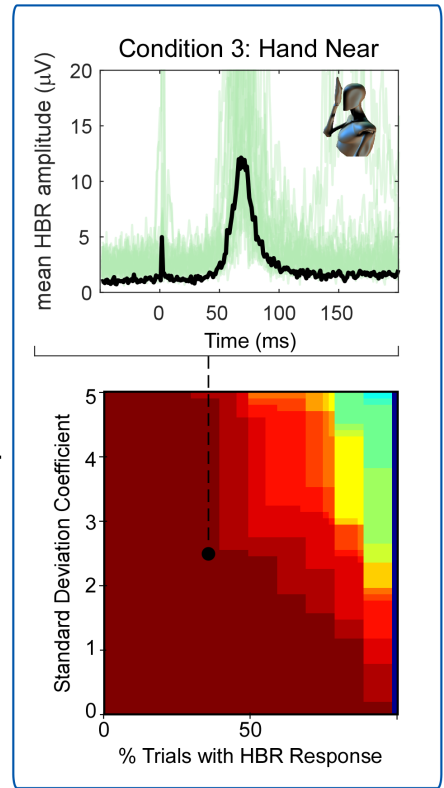 Condition 3: Hand Near
mean HBR amplitude (μV)
20
15
10
5
0
0 50 100 150
Time (ms)
Standard Deviation Coefficient
5
4
3
2
1
0
0 50
% Trials with HBR Response